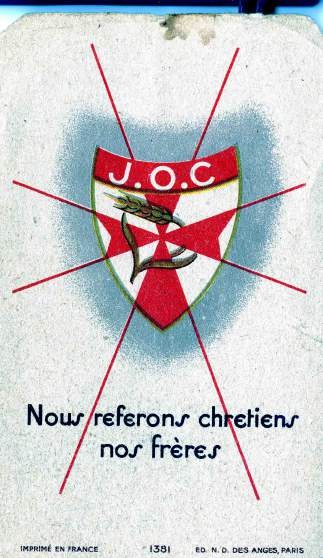 J.O.C
Nous referons chretiens
nos frères
IMPRIMÉ EN FRANCE 1381 ED. N. D. DES ANGES, PARIS